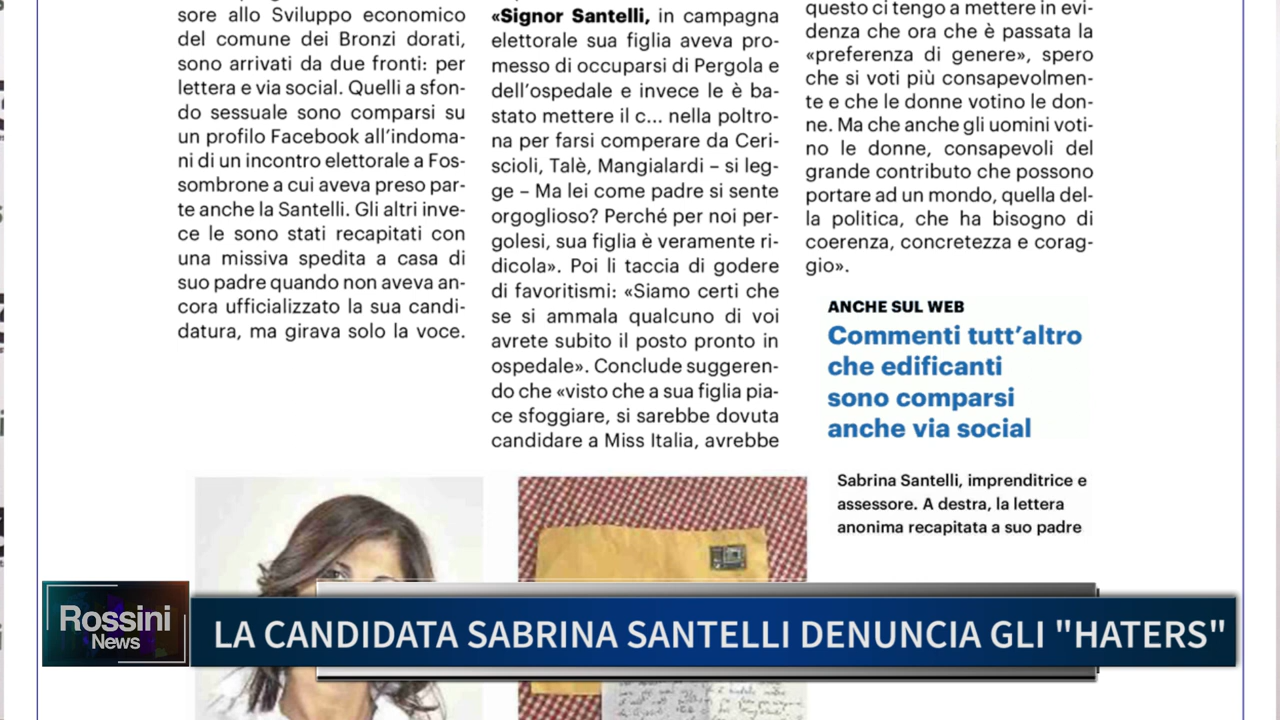 sore allo Sviluppo economico
del comune dei Bronzi dorati,
sono arrivati da due fronti: per
lettera e via social. Quelli a sfon-
do sessuale sono comparsi su
un profilo Facebook all'indoma-
ni di un incontro elettorale a Fos-
sombrone a cui aveva preso par-
te anche la Santelli. Gli altri inve-
ce le sono stati recapitati con
una missiva spedita a casa di
suo padre quando non aveva an-
cora ufficializzato la sua candi-
datura, ma girava solo la voce.
«Signor Santelli, in campagna
elettorale sua figlia aveva pro-
messo di occuparsi di Pergola e
dell'ospedale e invece le è ba-
stato mettere il c... nella poltro-
na per farsi comperare da Ceri-
scioli, Talè, Mangialardi – si leg-
ge – Ma lei come padre si sente
orgoglioso? Perché per noi per-
golesi, sua figlia è veramente ri-
dicola». Poi li taccia di godere
di favoritismi: «Siamo certi che
se si ammala qualcuno di voi
avrete subito il posto pronto in
ospedale». Conclude suggeren-
do che «visto che a sua figlia pia-
ce sfoggiare, si sarebbe dovuta
candidare a Miss Italia, avrebbe
questo ci tengo a mettere in evi-
denza che ora che è passata la
«preferenza di genere», spero
che si voti più consapevolmen-
te e che le donne votino le don-
ne. Ma che anche gli uomini voti-
no le donne, consapevoli del
grande contributo che possono
portare ad un mondo, quella del-
la politica, che ha bisogno di
coerenza, concretezza e corag-
gio».
ANCHE SUL WEB
Commenti tutt'altro
che edificanti
sono comparsi
anche via social
Sabrina Santelli, imprenditrice e
assessore. A destra, la lettera
anonima recapitata a suo padre
Rossini
News
LA CANDIDATA SABRINA SANTELLI DENUNCIA GLI "HATERS"